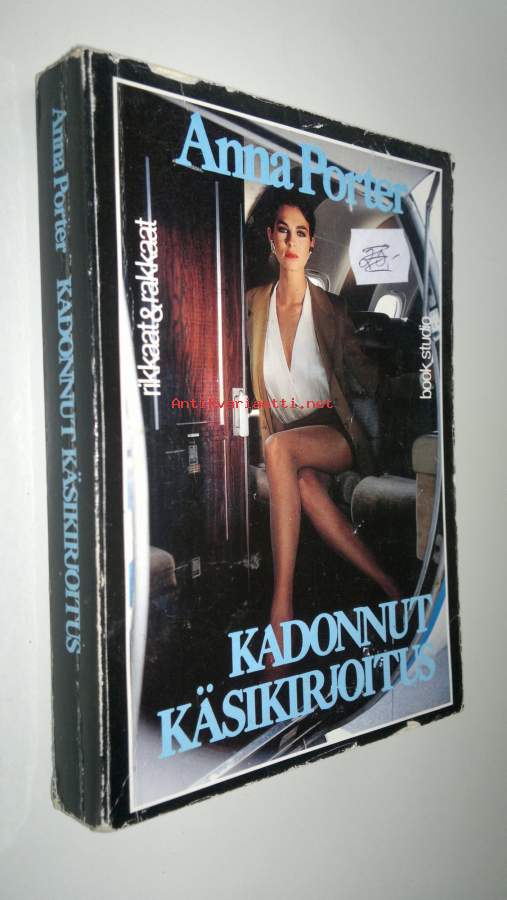 Anna Porter KADONNUT KÄSIKIRJOITUS
Anna Porter
rikkaat&rakkaat
book studio
Antikvariaatti.net
KADONNUT
KÄSIKIRJOITUS